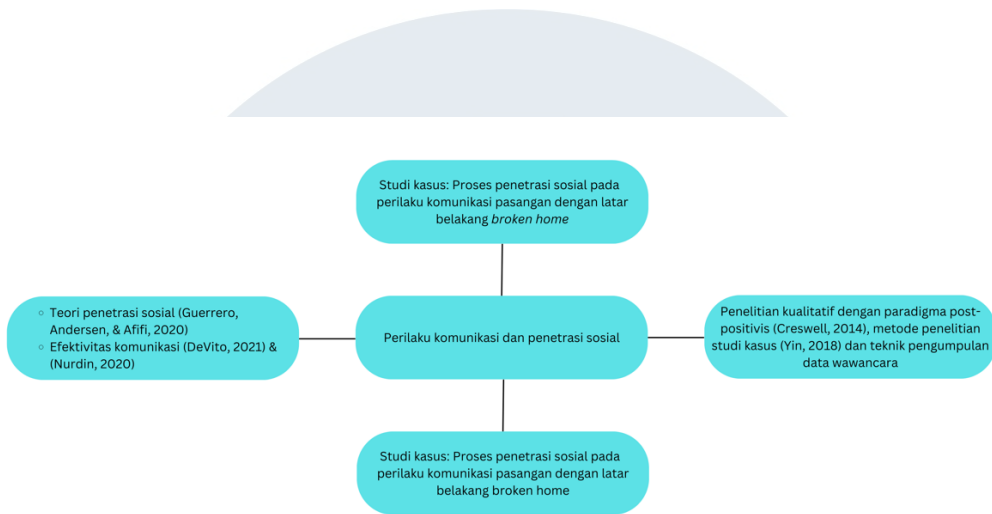 Studi kasus: Proses penetrasi sosial pada
perilaku komunikasi pasangan dengan latar
belakang broken home
Teori penetrasi sosial (Guerrero,
Andersen, & Afifi, 2020)
Efektivitas komunikasi (DeVito, 2021) &
(Nurdin, 2020)
Perilaku komunikasi dan penetrasi sosial
Penelitian kualitatif dengan paradigma post-
positivis (Creswell, 2014), metode penelitian
studi kasus (Yin, 2018) dan teknik pengumpulan
data wawancara
Studi kasus: Proses penetrasi sosial pada
perilaku komunikasi pasangan dengan latar
belakang broken home